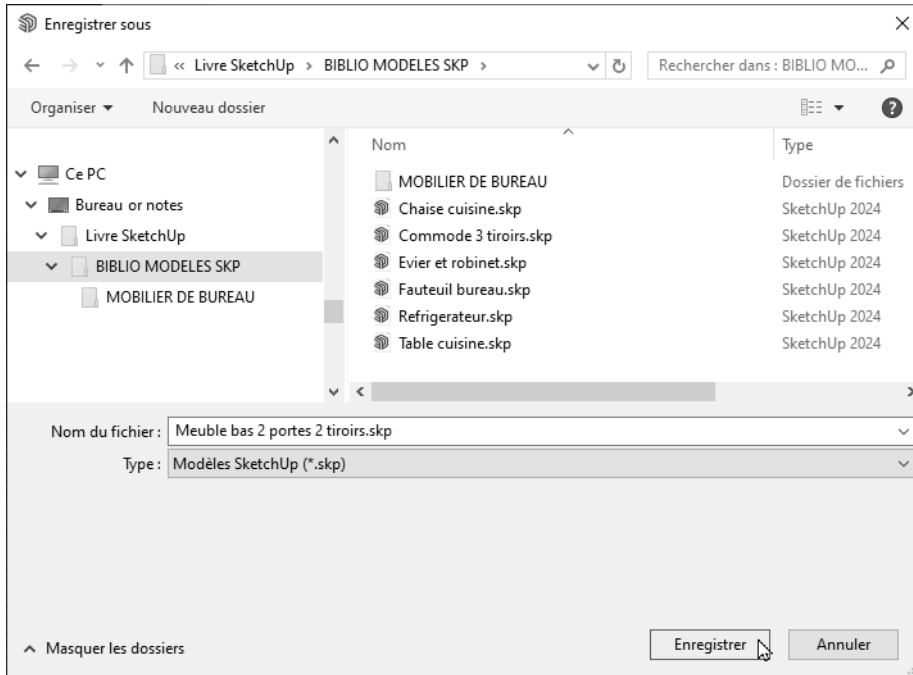 Enregistrer sous
« Livre SketchUp > BIBLIO MODELES SKP > Rechercher dans : BIBLIO MO...
Organiser Nouveau dossier
Nom Type
Ce PC
Bureau or notes
Livre SketchUp
BIBLIO MODELES SKP
MOBILIER DE BUREAU
MOBILIER DE BUREAU Dossier de fichiers
Chaise cuisine.skp SketchUp 2024
Commode 3 tiroirs.skp SketchUp 2024
Evier et robinet.skp SketchUp 2024
Fauteuil bureau.skp SketchUp 2024
Refrigerateur.skp SketchUp 2024
Table cuisine.skp SketchUp 2024
Nom du fichier : Meuble bas 2 portes 2 tiroirs.skp
Type : Modèles SketchUp (*.skp)
Masquer les dossiers Enregistrer Annuler